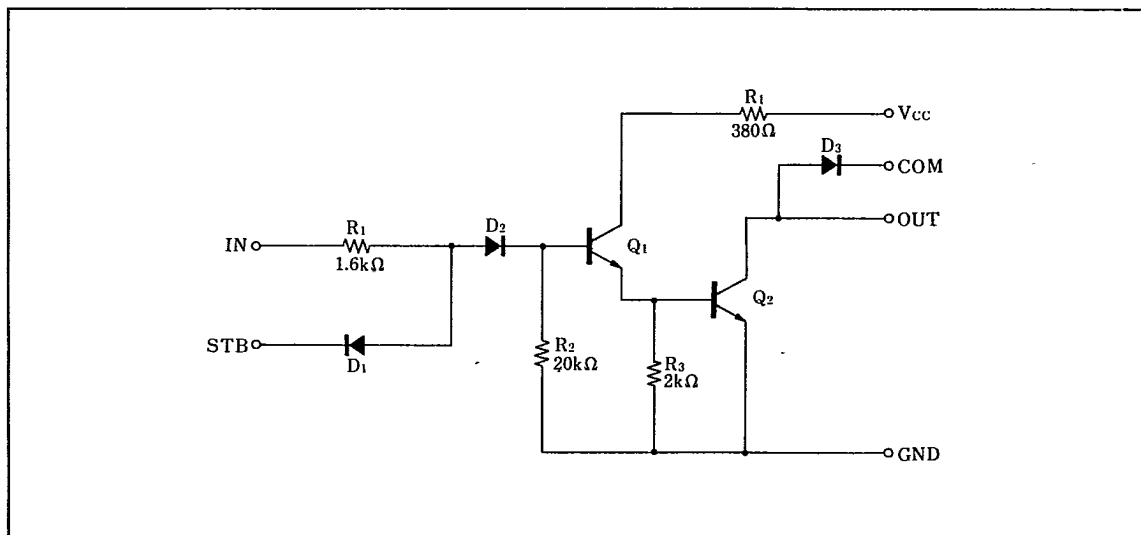 R₁
380Ω
Vcc
D₃
COM
OUT
IN
R₁
1.6kΩ
D₂
Q₁
Q₂
STB
D₁
R₂
20kΩ
R₃
2kΩ
GND